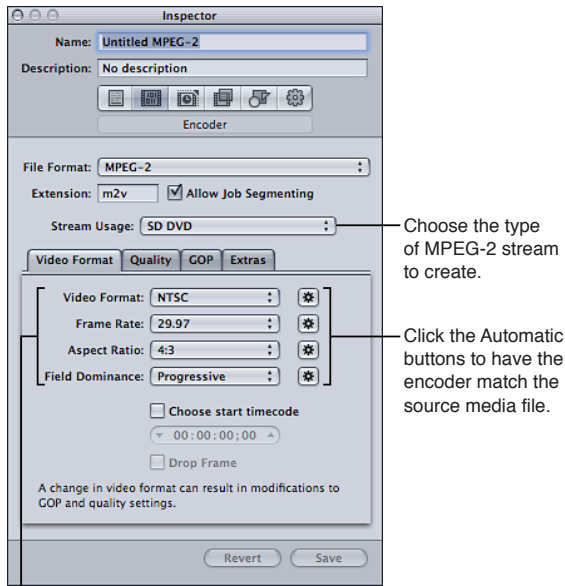 Inspector
Name: Untitled MPEG-2
Description: No description
Encoder
File Format: MPEG-2
Extension: m2v Allow Job Segmenting
Stream Usage: SD DVD
Video Format Quality GOP Extras
Video Format: NTSC
Frame Rate: 29.97
Aspect Ratio: 4:3
Field Dominance: Progressive
Choose start timecode
00:00:00;00
Drop Frame
A change in video format can result in modifications to
GOP and quality settings.
Revert Save
Choose the type
of MPEG-2 stream
to create.
Click the Automatic
buttons to have the
encoder match the
source media file.